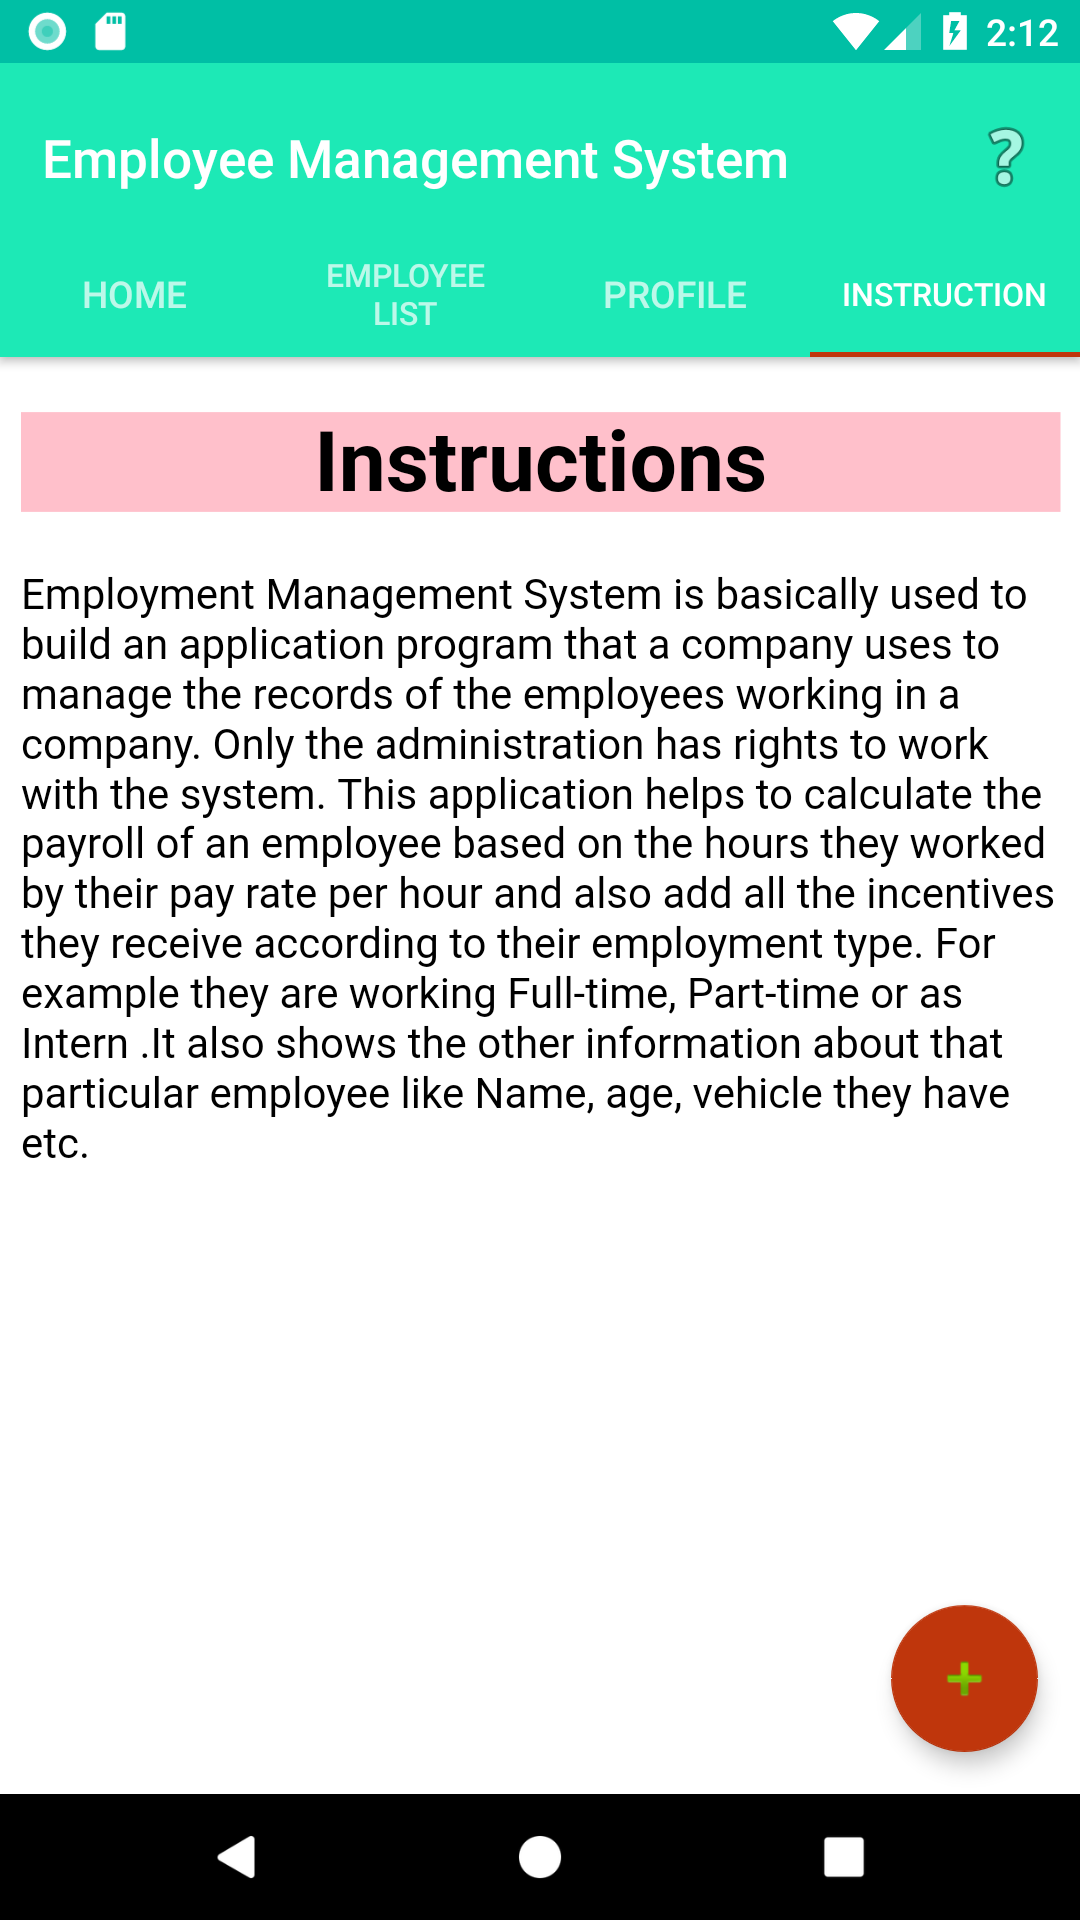 2:12
Employee Management System
?
HOME
EMPLOYEE
LIST
PROFILE
INSTRUCTION
Instructions
Employment Management System is basically used to
build an application program that a company uses to
manage the records of the employees working in a
company. Only the administration has rights to work
with the system. This application helps to calculate the
payroll of an employee based on the hours they worked
by their pay rate per hour and also add all the incentives
they receive according to their employment type. For
example they are working Full-time, Part-time or as
Intern .It also shows the other information about that
particular employee like Name, age, vehicle they have
etc.
+